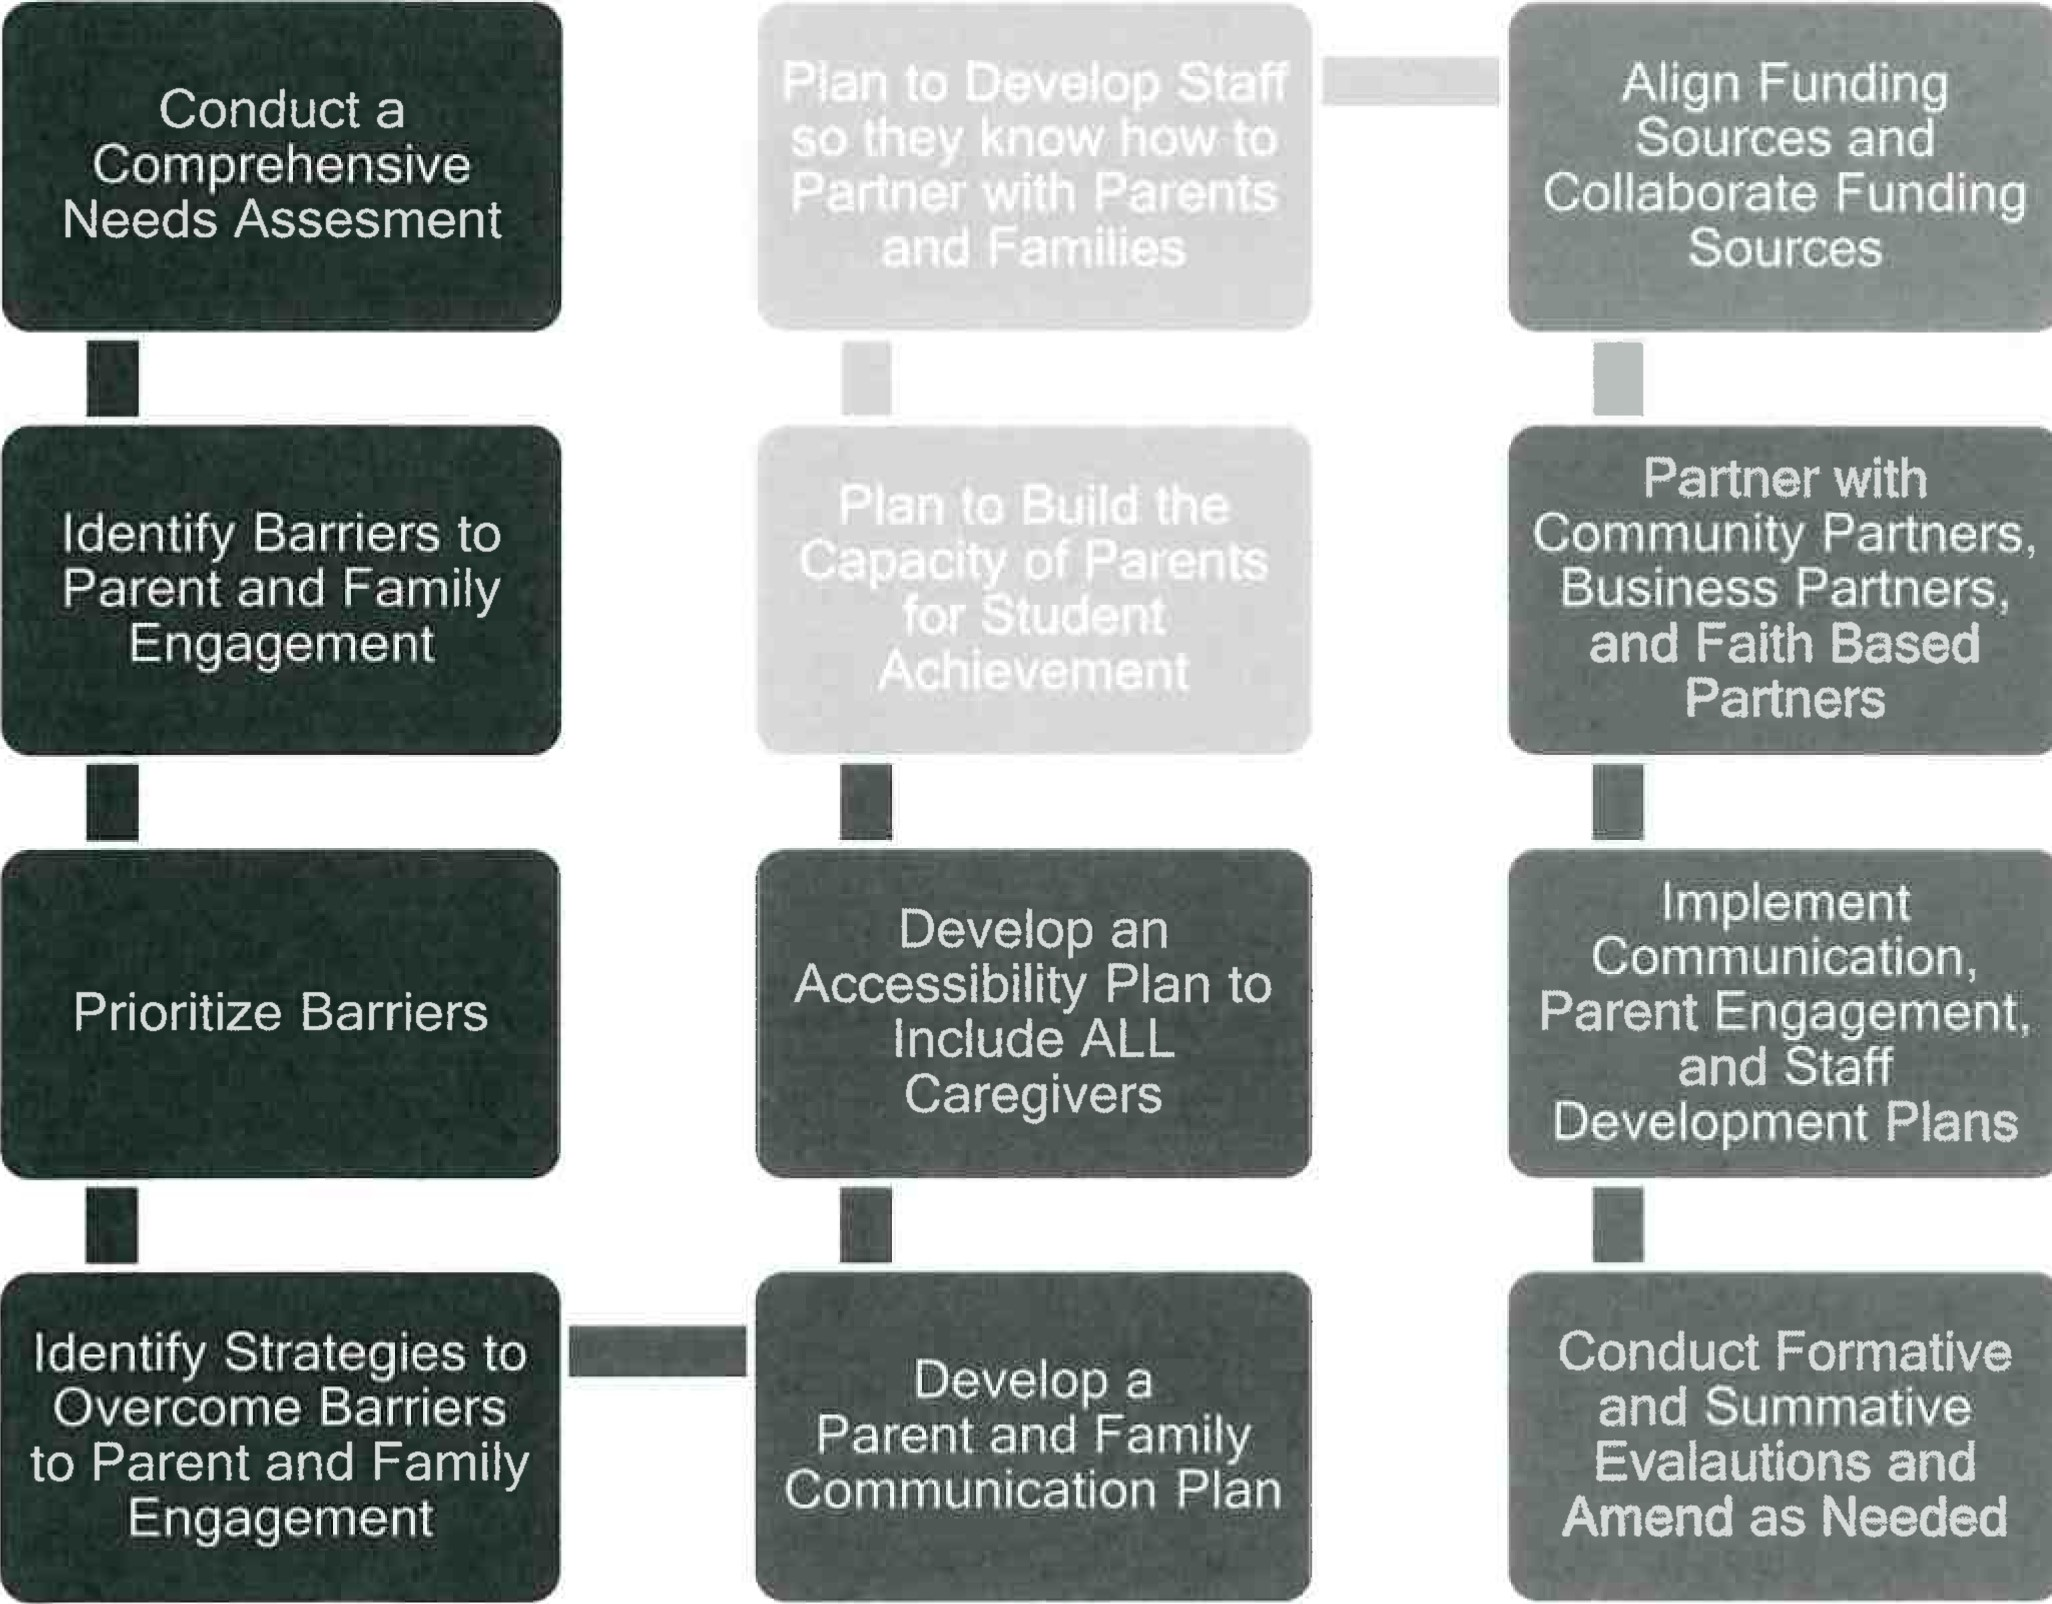 Conduct a
Comprehensive
Needs Assesment
Identify Barriers to
Parent and Family
Engagement
Prioritize Barriers
Identify Strategies to
Overcome Barriers
to Parent and Family
Engagement
Develop a
Parent and Family
Communication Plan
Develop an
Accessibility Plan to
Include ALL
Caregivers
Plan to Build the
Capacity of Parents
for Student
Achievement
Plan to Develop Staff
so they know how to
Partner with Parents
and Families
Align Funding
Sources and
Collaborate Funding
Sources
Partner with
Community Partners,
Business Partners,
and Faith Based
Partners
Implement
Communication,
Parent Engagement,
and Staff
Development Plans
Conduct Formative
and Summative
Evalautions and
Amend as Needed